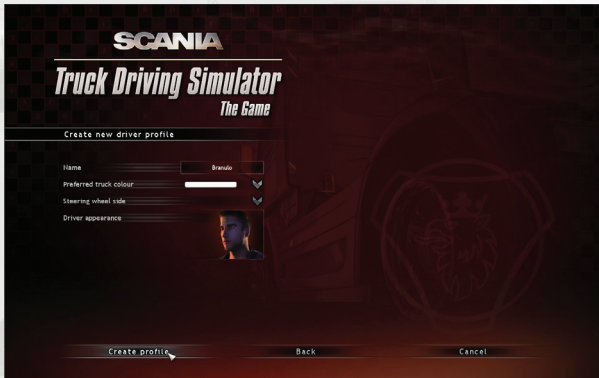 SCANIA
Truck Driving Simulator
The Game
Create new driver profile
Name Branulo
Preferred truck colour
Steering wheel side
Driver appearence
Create profile Back Cancel